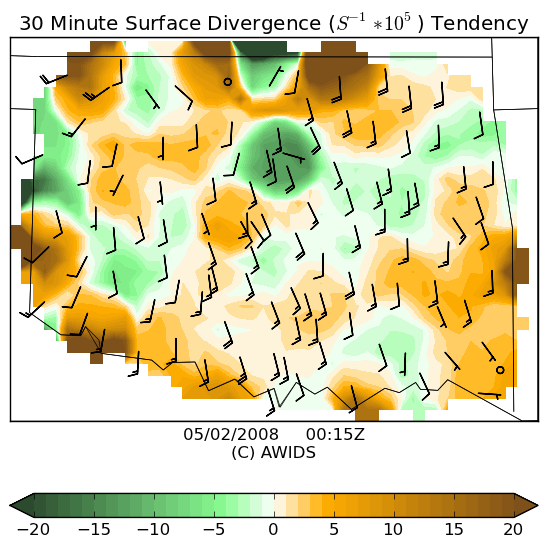 30 Minute Surface Divergence (S⁻¹ *10⁵ ) Tendency
05/02/2008 00:15Z
(C) AWIDS
−20 −15 −10 −5 0 5 10 15 20